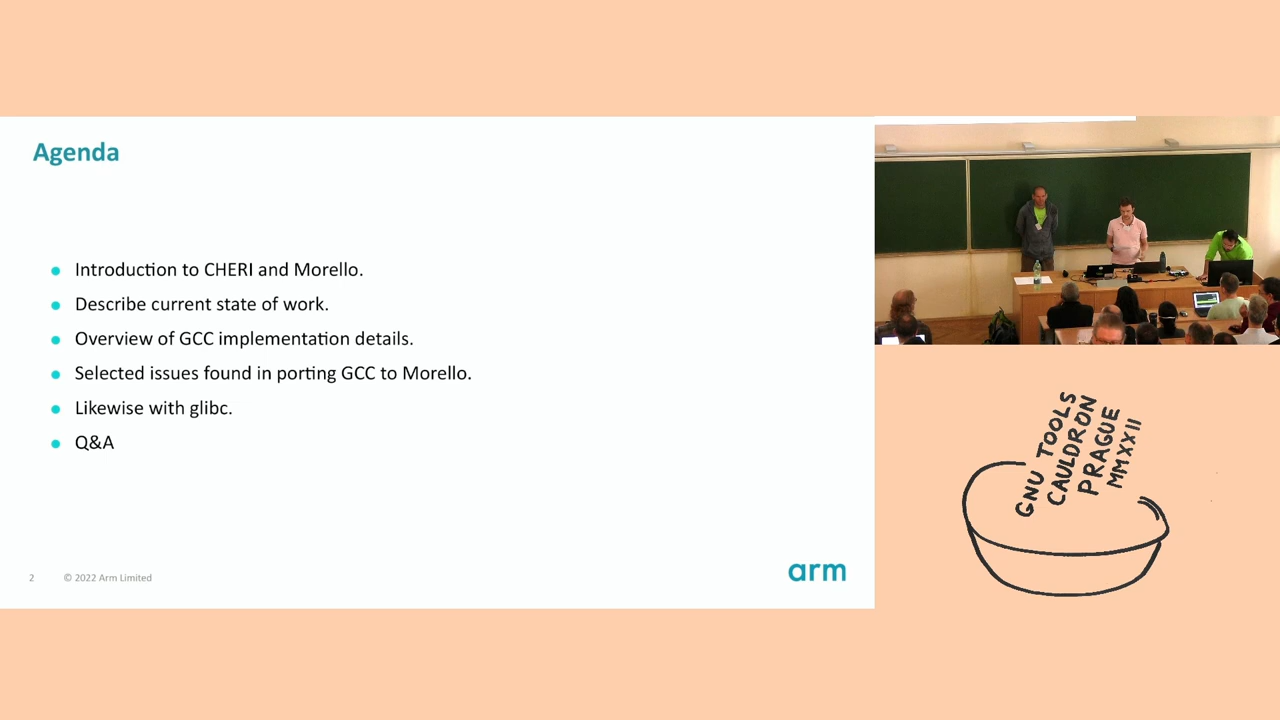 Agenda
Introduction to CHERI and Morello.
Describe current state of work.
Overview of GCC implementation details.
Selected issues found in porting GCC to Morello.
Likewise with glibc.
Q&A
2 © 2022 Arm Limited
arm
GNU TOOLS
CAULDRON
PRAGUE
MMXXII